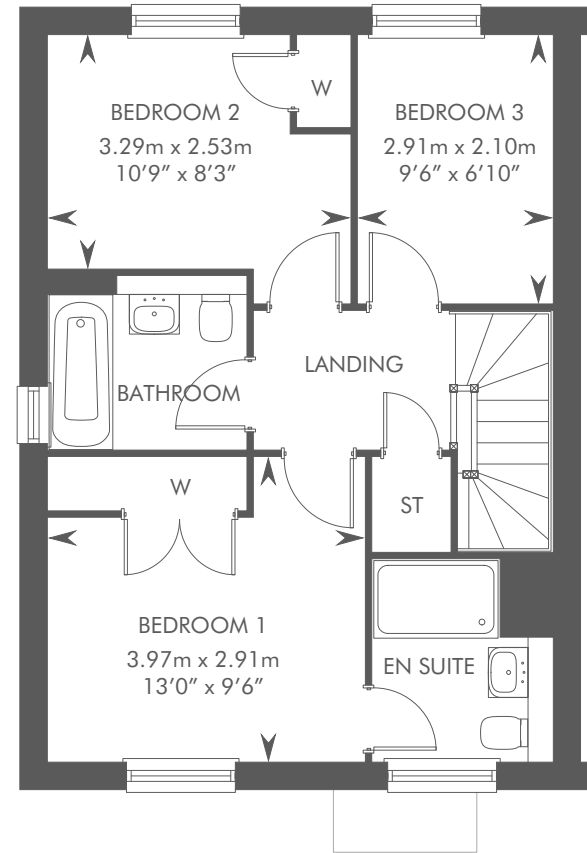 W
BEDROOM 2
3.29m x 2.53m
10’9” x 8’3”
BEDROOM 3
2.91m x 2.10m
9’6” x 6’10”
LANDING
BATHROOM
W
ST
BEDROOM 1
3.97m x 2.91m
13’0” x 9’6”
EN SUITE